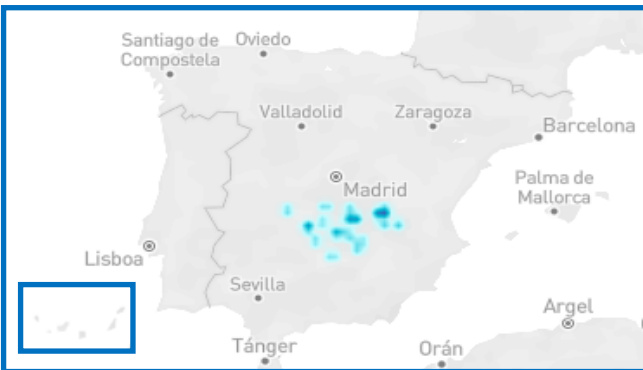 Santiago de
Compostela
Oviedo
Valladolid
Zaragoza
Barcelona
Madrid
Palma de
Mallorca
Lisboa
Sevilla
Argel
Tánger
Orán